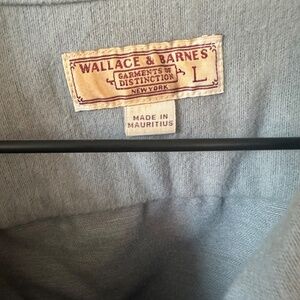 WALLACE & BARNES
GARMENTS OF
DISTINCTION
L
NEW YORK
MADE IN
MAURITIUS